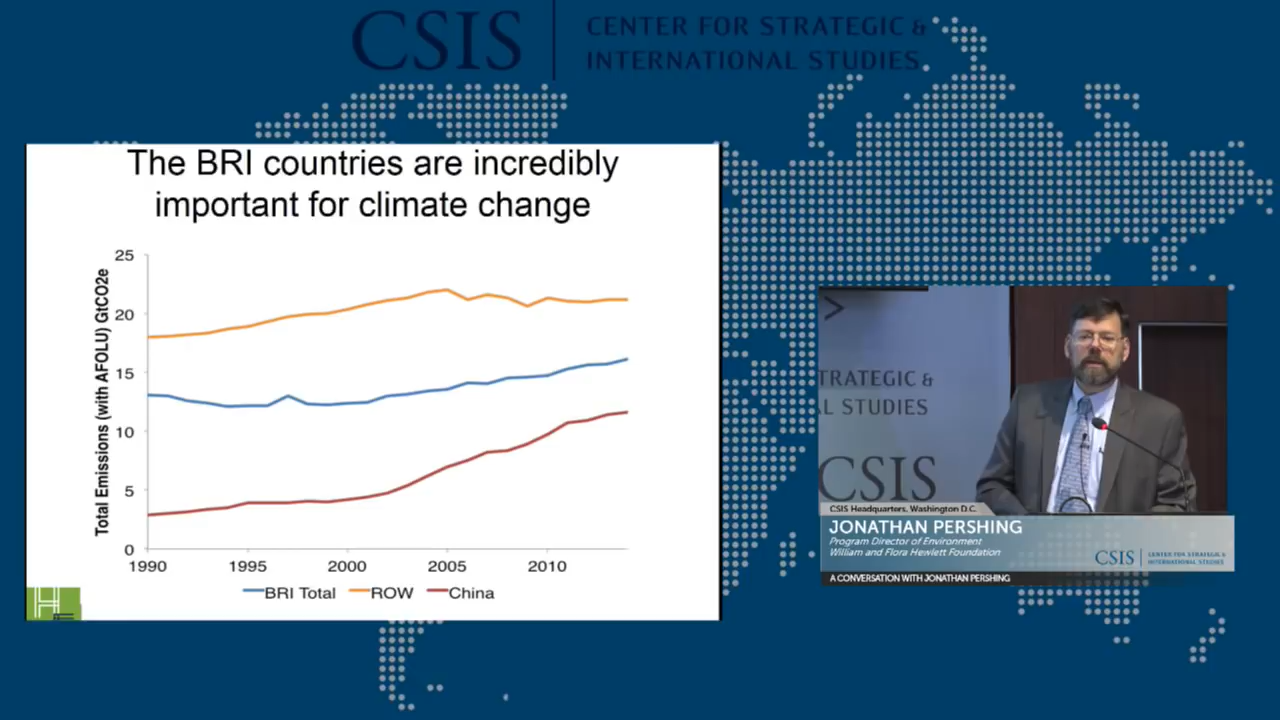 CSIS
CENTER FOR STRATEGIC &
INTERNATIONAL STUDIES
The BRI countries are incredibly
important for climate change
Total Emissions (with AFOLU) GtCO2e
25
20
15
10
5
0
1990
1995
2000
2005
2010
BRI Total
ROW
China
>
TRATEGIC &
L STUDIES
CSIS
CSIS Headquarters, Washington D.C.
JONATHAN PERSHING
Program Director of Environment
William and Flora Hewlett Foundation
CSIS
CENTER FOR STRATEGIC &
INTERNATIONAL STUDIES
A CONVERSATION WITH JONATHAN PERSHING